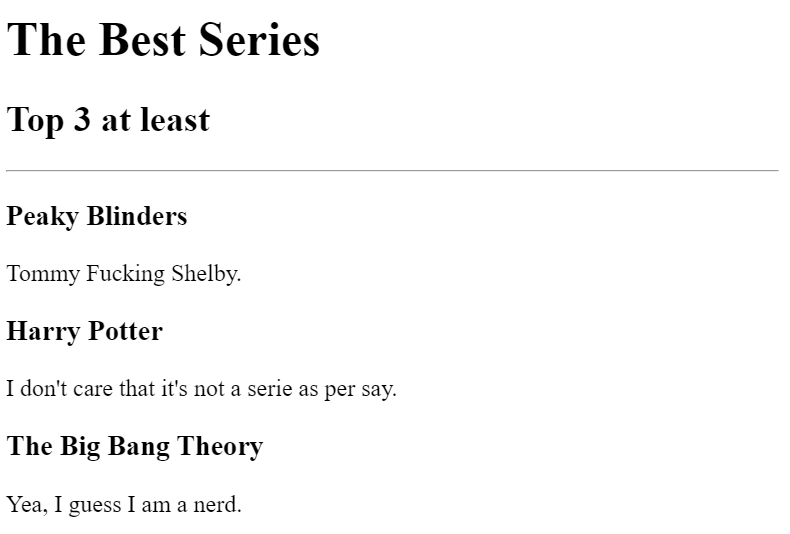 The Best Series
Top 3 at least
Peaky Blinders
Tommy Fucking Shelby.
Harry Potter
I don't care that it's not a serie as per say.
The Big Bang Theory
Yea, I guess I am a nerd.